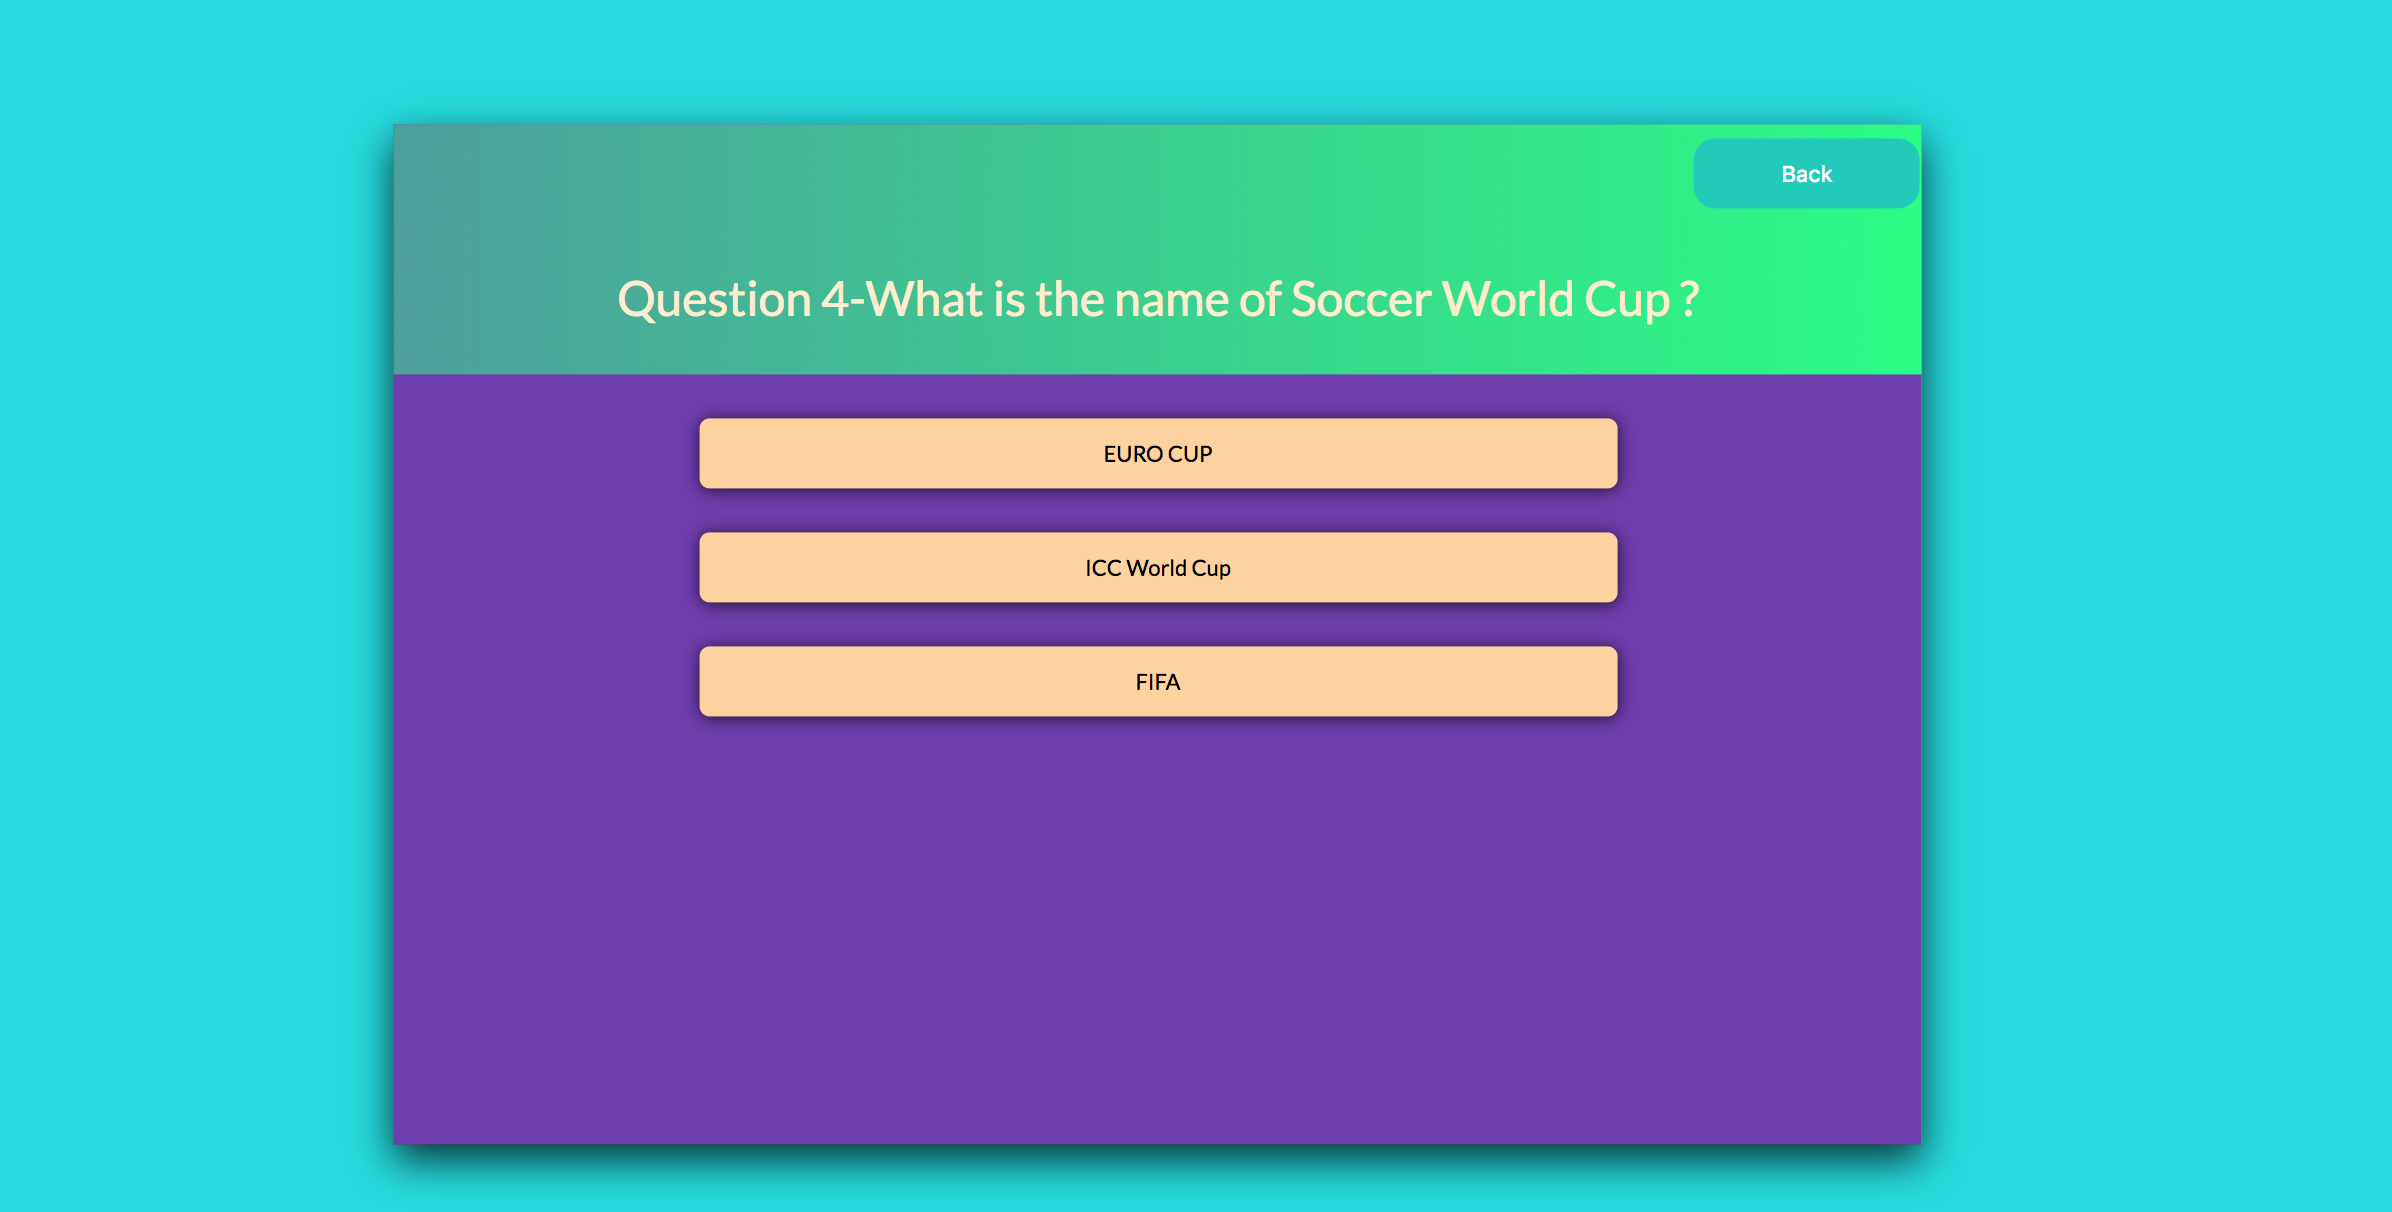 Back
Question 4-What is the name of Soccer World Cup ?
EURO CUP
ICC World Cup
FIFA